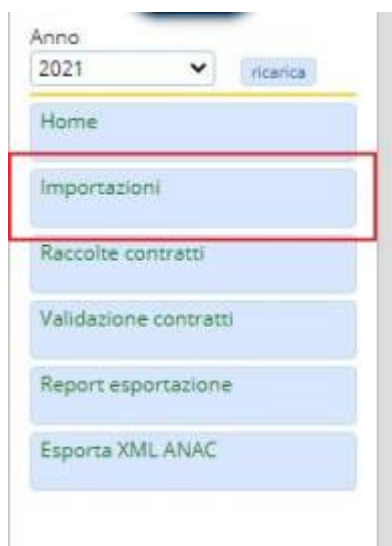 Anno
2021 ricarica
Home
Importazioni
Raccolte contratti
Validazione contratti
Report esportazione
Esporta XML ANAC